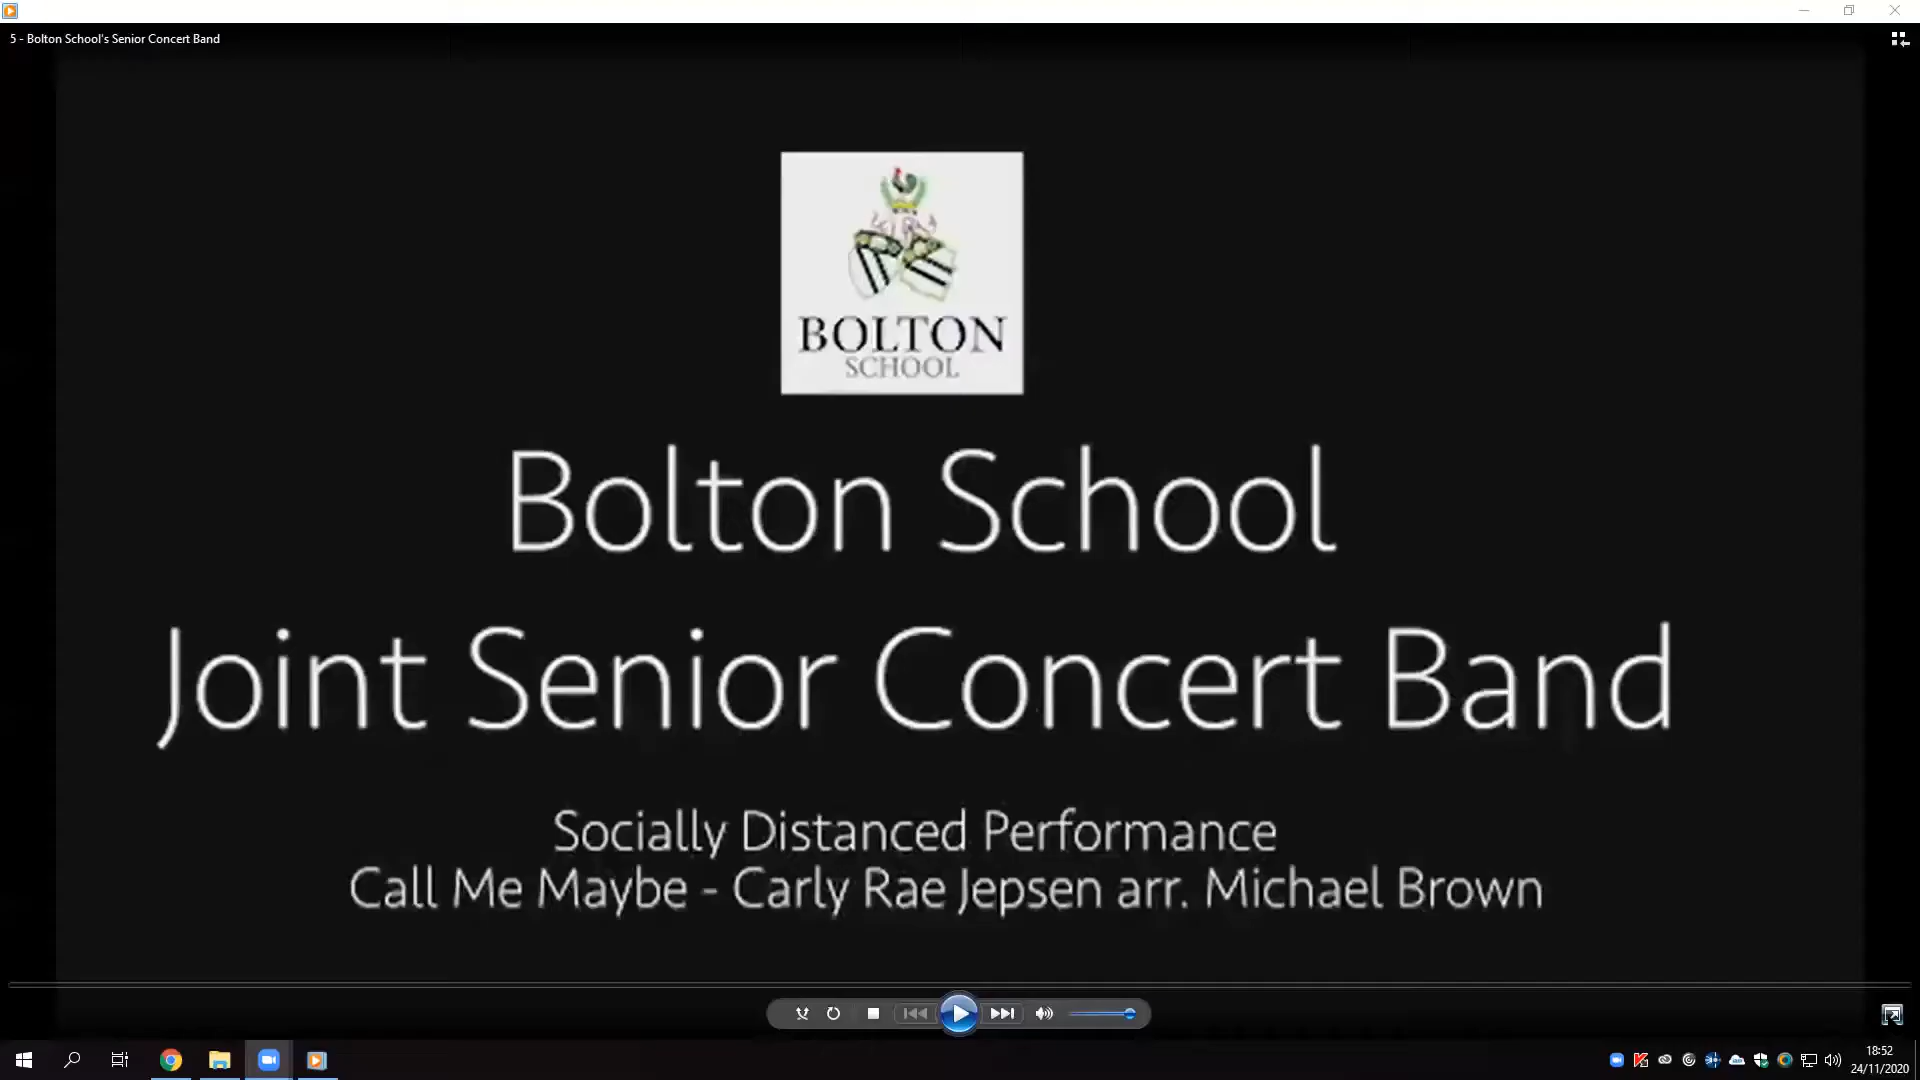 5 - Bolton School's Senior Concert Band
BOLTON
SCHOOL
Bolton School
Joint Senior Concert Band
Socially Distanced Performance
Call Me Maybe - Carly Rae Jepsen arr. Michael Brown
18:52
24/11/2020